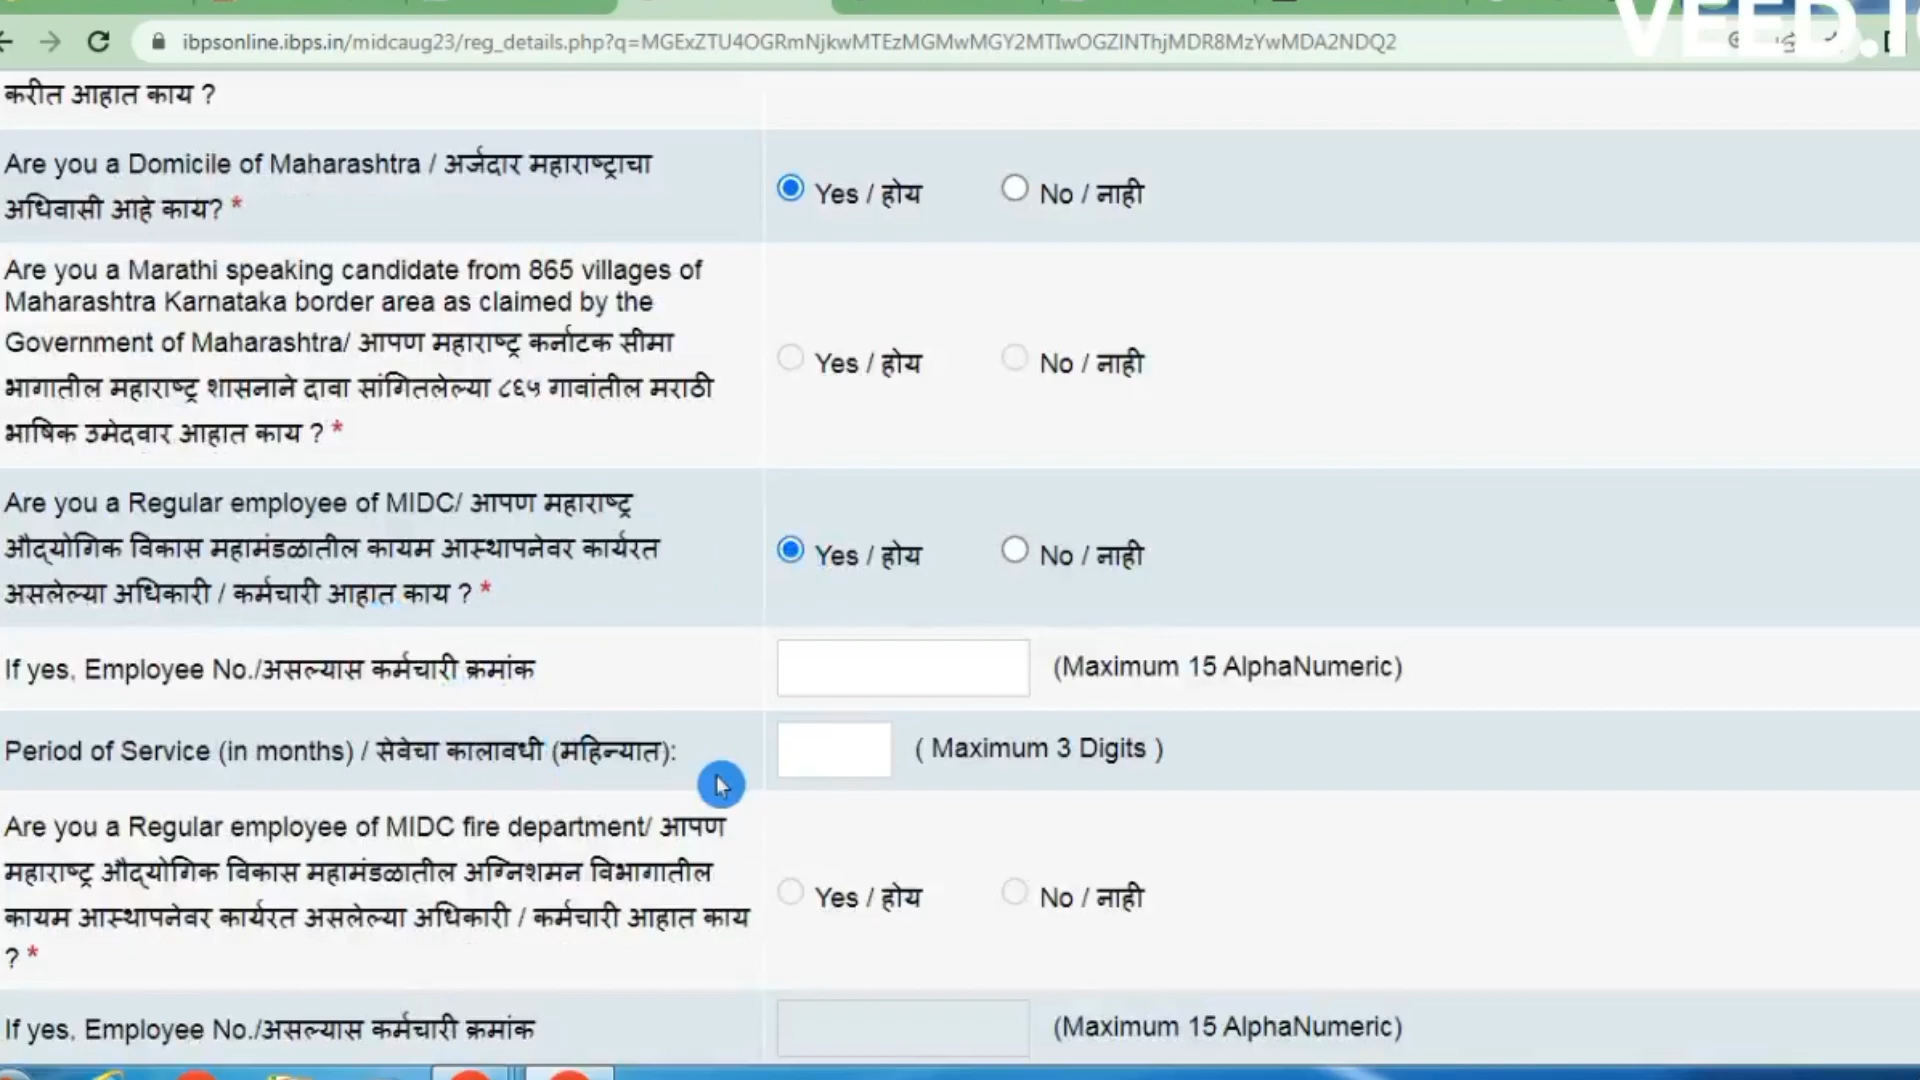 VEED.I
ibpsonline.ibps.in/midcaug23/reg_details.php?q=MGExZTU4OGRmNjkwMTEzMGMwMGY2MTIwOGZlNThjMDR8MzYwMDA2NDQ2
करीत आहात काय ?
Are you a Domicile of Maharashtra / अर्जदार महाराष्ट्राचा
अधिवासी आहे काय? *
Yes / होय No / नाही
Are you a Marathi speaking candidate from 865 villages of
Maharashtra Karnataka border area as claimed by the
Government of Maharashtra/ आपण महाराष्ट्र कर्नाटक सीमा
भागातील महाराष्ट्र शासनाने दावा सांगितलेल्या ८६५ गावांतील मराठी
भाषिक उमेदवार आहात काय ? *
Yes / होय No / नाही
Are you a Regular employee of MIDC/ आपण महाराष्ट्र
औद्योगिक विकास महामंडळातील कायम आस्थापनेवर कार्यरत
असलेल्या अधिकारी / कर्मचारी आहात काय ? *
Yes / होय No / नाही
If yes, Employee No./असल्यास कर्मचारी क्रमांक
(Maximum 15 AlphaNumeric)
Period of Service (in months) / सेवेचा कालावधी (महिन्यात):
( Maximum 3 Digits )
Are you a Regular employee of MIDC fire department/ आपण
महाराष्ट्र औद्योगिक विकास महामंडळातील अग्निशमन विभागातील
कायम आस्थापनेवर कार्यरत असलेल्या अधिकारी / कर्मचारी आहात काय
? *
Yes / होय No / नाही
If yes, Employee No./असल्यास कर्मचारी क्रमांक
(Maximum 15 AlphaNumeric)